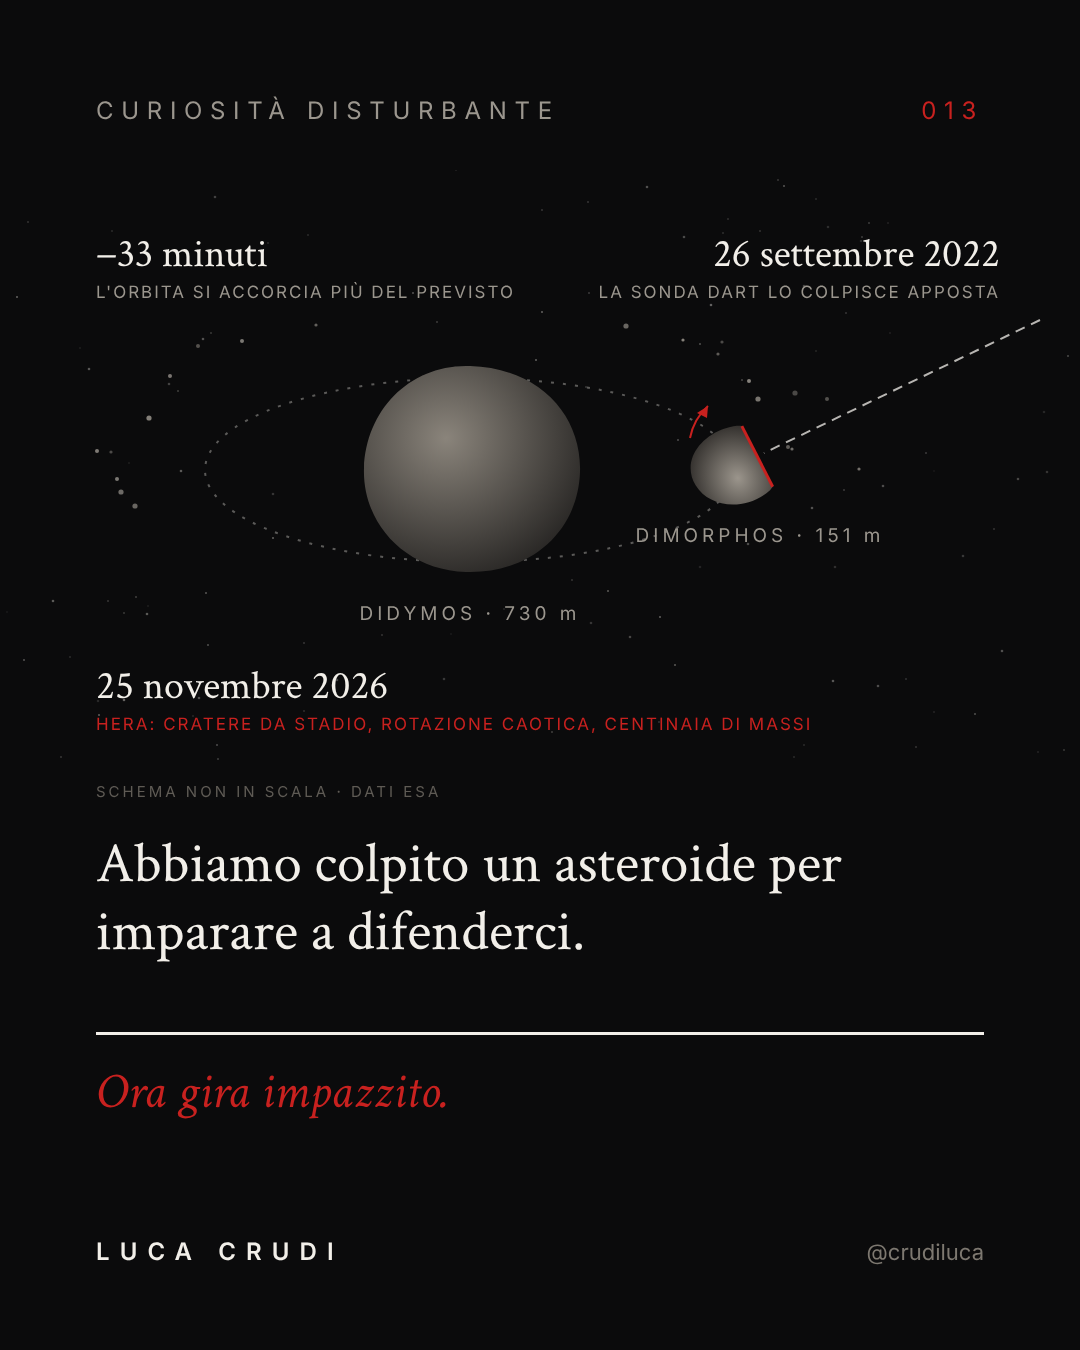 CURIOSITÀ DISTURBANTE
013
–33 minuti
L'ORBITA SI ACCORCIA PIÙ DEL PREVISTO
26 settembre 2022
LA SONDA DART LO COLPISCE APPOSTA
DIMORPHOS · 151 m
DIDYMOS · 730 m
25 novembre 2026
HERA: CRATERE DA STADIO, ROTAZIONE CAOTICA, CENTINAIA DI MASSI
SCHEMA NON IN SCALA · DATI ESA
Abbiamo colpito un asteroide per
imparare a difenderci.
Ora gira impazzito.
LUCA CRUDI
@crudiluca